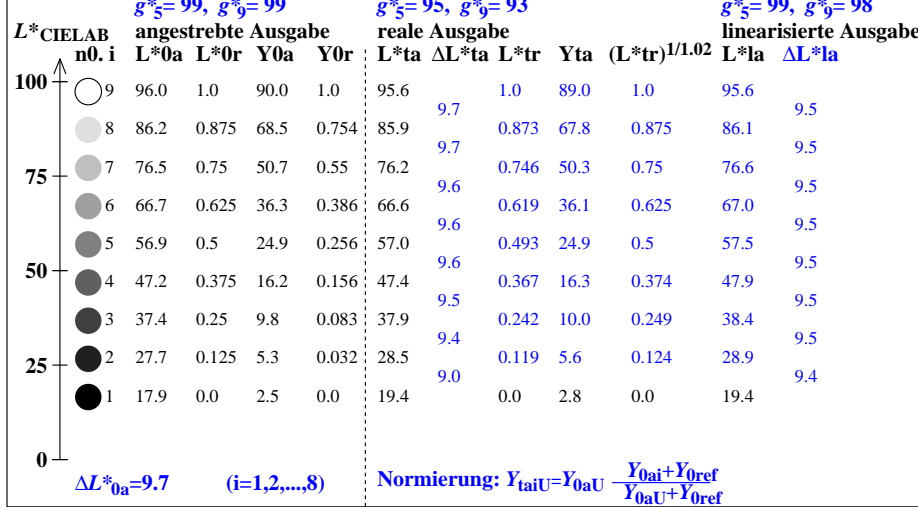 g*5= 99, g*9= 99 g*5= 95, g*9= 93 g*5= 99, g*9= 98
L*CIELAB angestrebte Ausgabe reale Ausgabe linearisierte Ausgabe
n0. i L*0a L*0r Y0a Y0r L*ta ΔL*ta L*tr Yta (L*tr)1/1.02 L*la ΔL*la
100 9 96.0 1.0 90.0 1.0 95.6 1.0 89.0 1.0 95.6
9.7 9.5
8 86.2 0.875 68.5 0.754 85.9 0.873 67.8 0.875 86.1
9.7 9.5
7 76.5 0.75 50.7 0.55 76.2 0.746 50.3 0.75 76.6
75 9.6 9.5
6 66.7 0.625 36.3 0.386 66.6 0.619 36.1 0.625 67.0
9.6 9.5
5 56.9 0.5 24.9 0.256 57.0 0.493 24.9 0.5 57.5
50 9.6 9.5
4 47.2 0.375 16.2 0.156 47.4 0.367 16.3 0.374 47.9
9.5 9.5
3 37.4 0.25 9.8 0.083 37.9 0.242 10.0 0.249 38.4
9.4 9.5
2 27.7 0.125 5.3 0.032 28.5 0.119 5.6 0.124 28.9
25 9.0 9.4
1 17.9 0.0 2.5 0.0 19.4 0.0 2.8 0.0 19.4
0
ΔL*0a=9.7 (i=1,2,...,8) Normierung: YtaiU=Y0aU Y0ai+Y0ref
Y0aU+Y0ref